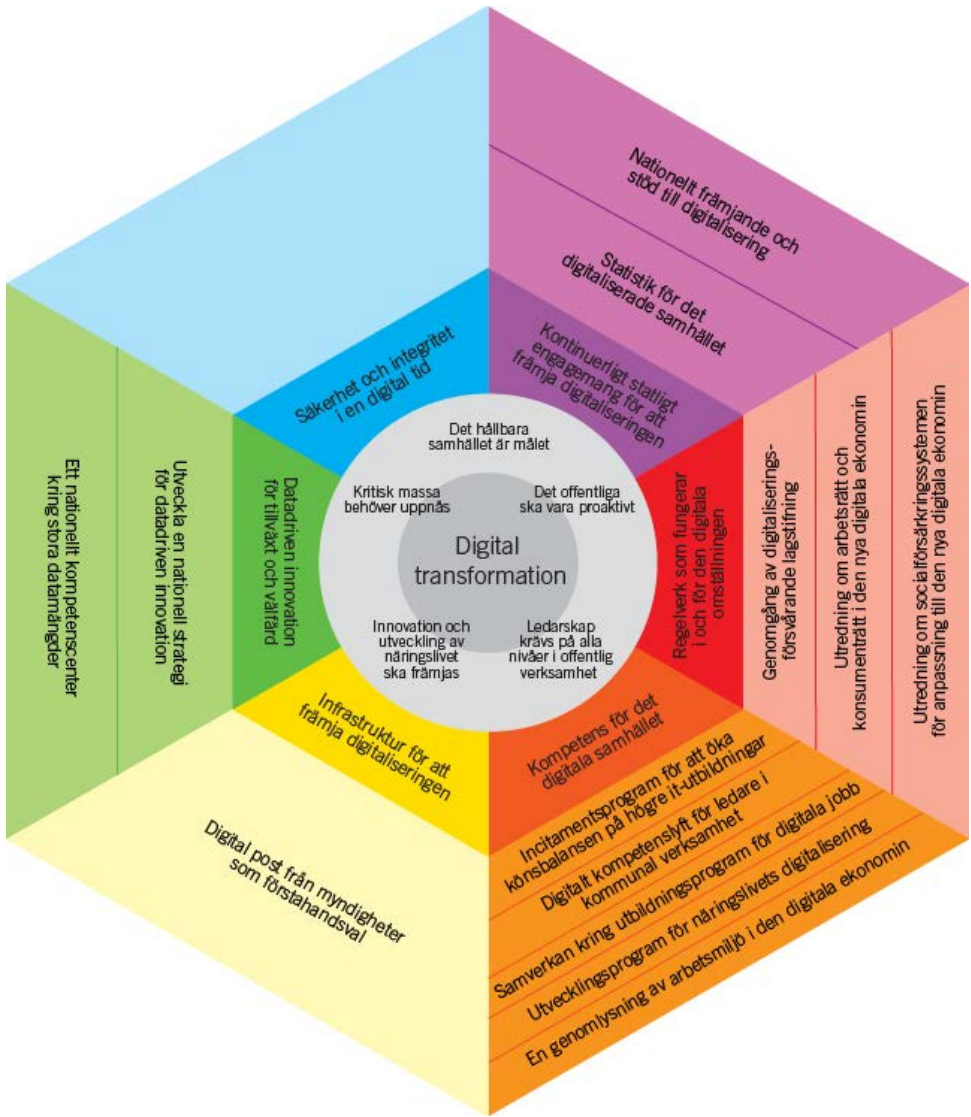 Nationellt främjande och
stöd till digitalisering
Statistik för det
digitaliserade samhället
Kontinuerligt statligt
engagemang för att
främja digitaliseringen
Säkerhet och integritet
i en digital tid
Det hållbara
samhället är målet
Kritisk massa
behöver uppnås
Det offentliga
ska vara proaktivt
Digital
transformation
Innovation och
utveckling av
näringslivet
ska främjas
Ledarskap
krävs på alla
nivåer i offentlig
verksamhet
Ett nationellt kompetenscenter
kring stora datamängder
Utveckla en nationell strategi
för datadriven innovation
Datadriven innovation
för tillväxt och välfärd
Regelverk som fungerar
i och för den digitala
omställningen
Genomgång av digitaliserings-
försvårande lagstifning
Utredning om arbetsrätt och
konsumenträtt i den nya digitala ekonomin
Utredning om socialförsärkringssystemen
för anpassning till den nya digitala ekonomin
Infrastruktur för att
främja digitaliseringen
Digital post från myndigheter
som förstahandsval
Kompetens för det
digitala samhället
Incitamentsprogram för att öka
könsbalansen på högre it-utbildningar
Digitalt kompetenslyft för ledare i
kommunal verksamhet
Samverkan kring utbildningsprogram för digitala jobb
Utvecklingsprogram för näringslivets digitalisering
En genomlysning av arbetsmiljö i den digitala ekonomin